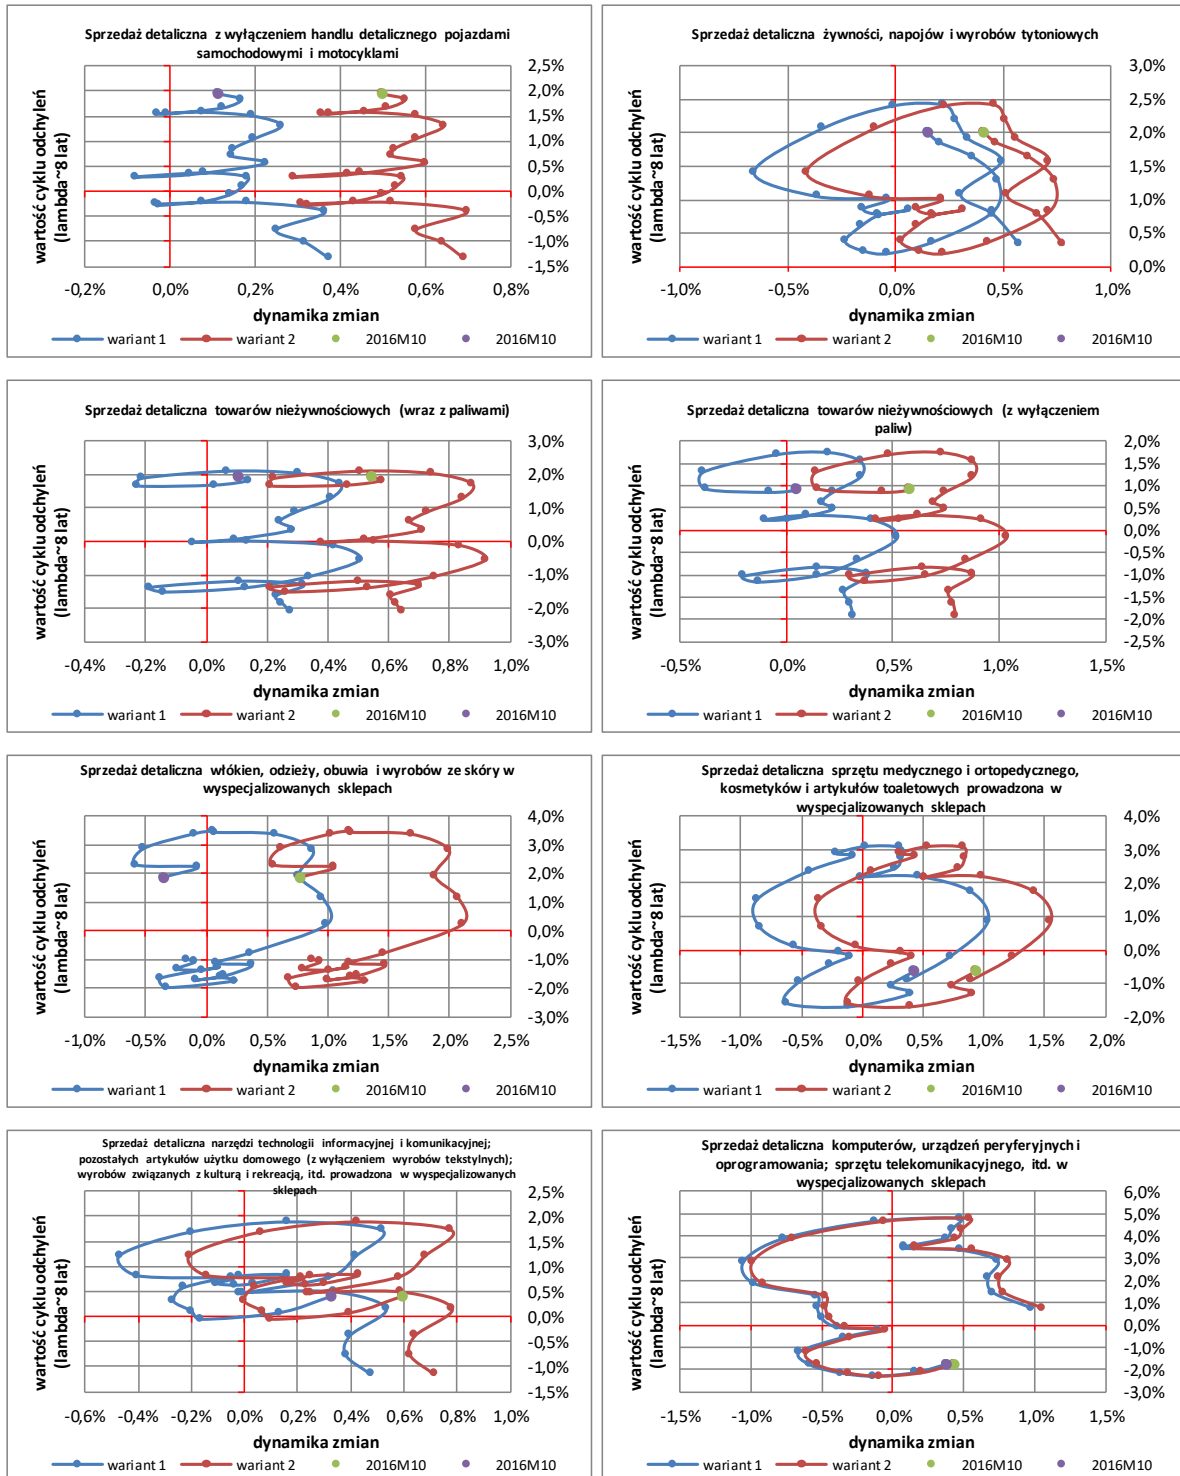 Sprzedaż detaliczna z wyłączeniem handlu detalicznego pojazdami
samochodowymi i motocyklami
2,5%
2,0%
1,5%
1,0%
0,5%
0,0%
-0,5%
-1,0%
-1,5%
wartość cyklu odchyleń
(lambda~8 lat)
-0,2% 0,0% 0,2% 0,4% 0,6% 0,8%
dynamika zmian
wariant 1 wariant 2 2016M10 2016M10
Sprzedaż detaliczna żywności, napojów i wyrobów tytoniowych
3,0%
2,5%
2,0%
1,5%
1,0%
0,5%
0,0%
wartość cyklu odchyleń
(lambda~8 lat)
-1,0% -0,5% 0,0% 0,5% 1,0%
dynamika zmian
wariant 1 wariant 2 2016M10 2016M10
Sprzedaż detaliczna towarów nieżywnościowych (wraz z paliwami)
3,0%
2,0%
1,0%
0,0%
-1,0%
-2,0%
-3,0%
wartość cyklu odchyleń
(lambda~8 lat)
-0,4% -0,2% 0,0% 0,2% 0,4% 0,6% 0,8% 1,0%
dynamika zmian
wariant 1 wariant 2 2016M10 2016M10
Sprzedaż detaliczna towarów nieżywnościowych (z wyłączeniem
paliw)
2,0%
1,5%
1,0%
0,5%
0,0%
-0,5%
-1,0%
-1,5%
-2,0%
-2,5%
wartość cyklu odchyleń
(lambda~8 lat)
-0,5% 0,0% 0,5% 1,0% 1,5%
dynamika zmian
wariant 1 wariant 2 2016M10 2016M10
Sprzedaż detaliczna włókien, odzieży, obuwia i wyrobów ze skóry w
wyspecjalizowanych sklepach
4,0%
3,0%
2,0%
1,0%
0,0%
-1,0%
-2,0%
-3,0%
wartość cyklu odchyleń
(lambda~8 lat)
-1,0% -0,5% 0,0% 0,5% 1,0% 1,5% 2,0% 2,5%
dynamika zmian
wariant 1 wariant 2 2016M10 2016M10
Sprzedaż detaliczna sprzętu medycznego i ortopedycznego,
kosmetyków i artykułów toaletowych prowadzona w
wyspecjalizowanych sklepach
4,0%
3,0%
2,0%
1,0%
0,0%
-1,0%
-2,0%
wartość cyklu odchyleń
(lambda~8 lat)
-1,5% -1,0% -0,5% 0,0% 0,5% 1,0% 1,5% 2,0%
dynamika zmian
wariant 1 wariant 2 2016M10 2016M10
Sprzedaż detaliczna narzędzi technologii informacyjnej i komunikacyjnej;
pozostałych artykułów użytku domowego (z wyłączeniem wyrobów tekstylnych);
wyrobów związanych z kulturą i rekreacją, itd. prowadzona w wyspecjalizowanych
sklepach
2,5%
2,0%
1,5%
1,0%
0,5%
0,0%
-0,5%
-1,0%
-1,5%
wartość cyklu odchyleń
(lambda~8 lat)
-0,6% -0,4% -0,2% 0,0% 0,2% 0,4% 0,6% 0,8% 1,0%
dynamika zmian
wariant 1 wariant 2 2016M10 2016M10
Sprzedaż detaliczna komputerów, urządzeń peryferyjnych i
oprogramowania; sprzętu telekomunikacyjnego, itd. w
wyspecjalizowanych sklepach
6,0%
5,0%
4,0%
3,0%
2,0%
1,0%
0,0%
-1,0%
-2,0%
-3,0%
wartość cyklu odchyleń
(lambda~8 lat)
-1,5% -1,0% -0,5% 0,0% 0,5% 1,0% 1,5%
dynamika zmian
wariant 1 wariant 2 2016M10 2016M10